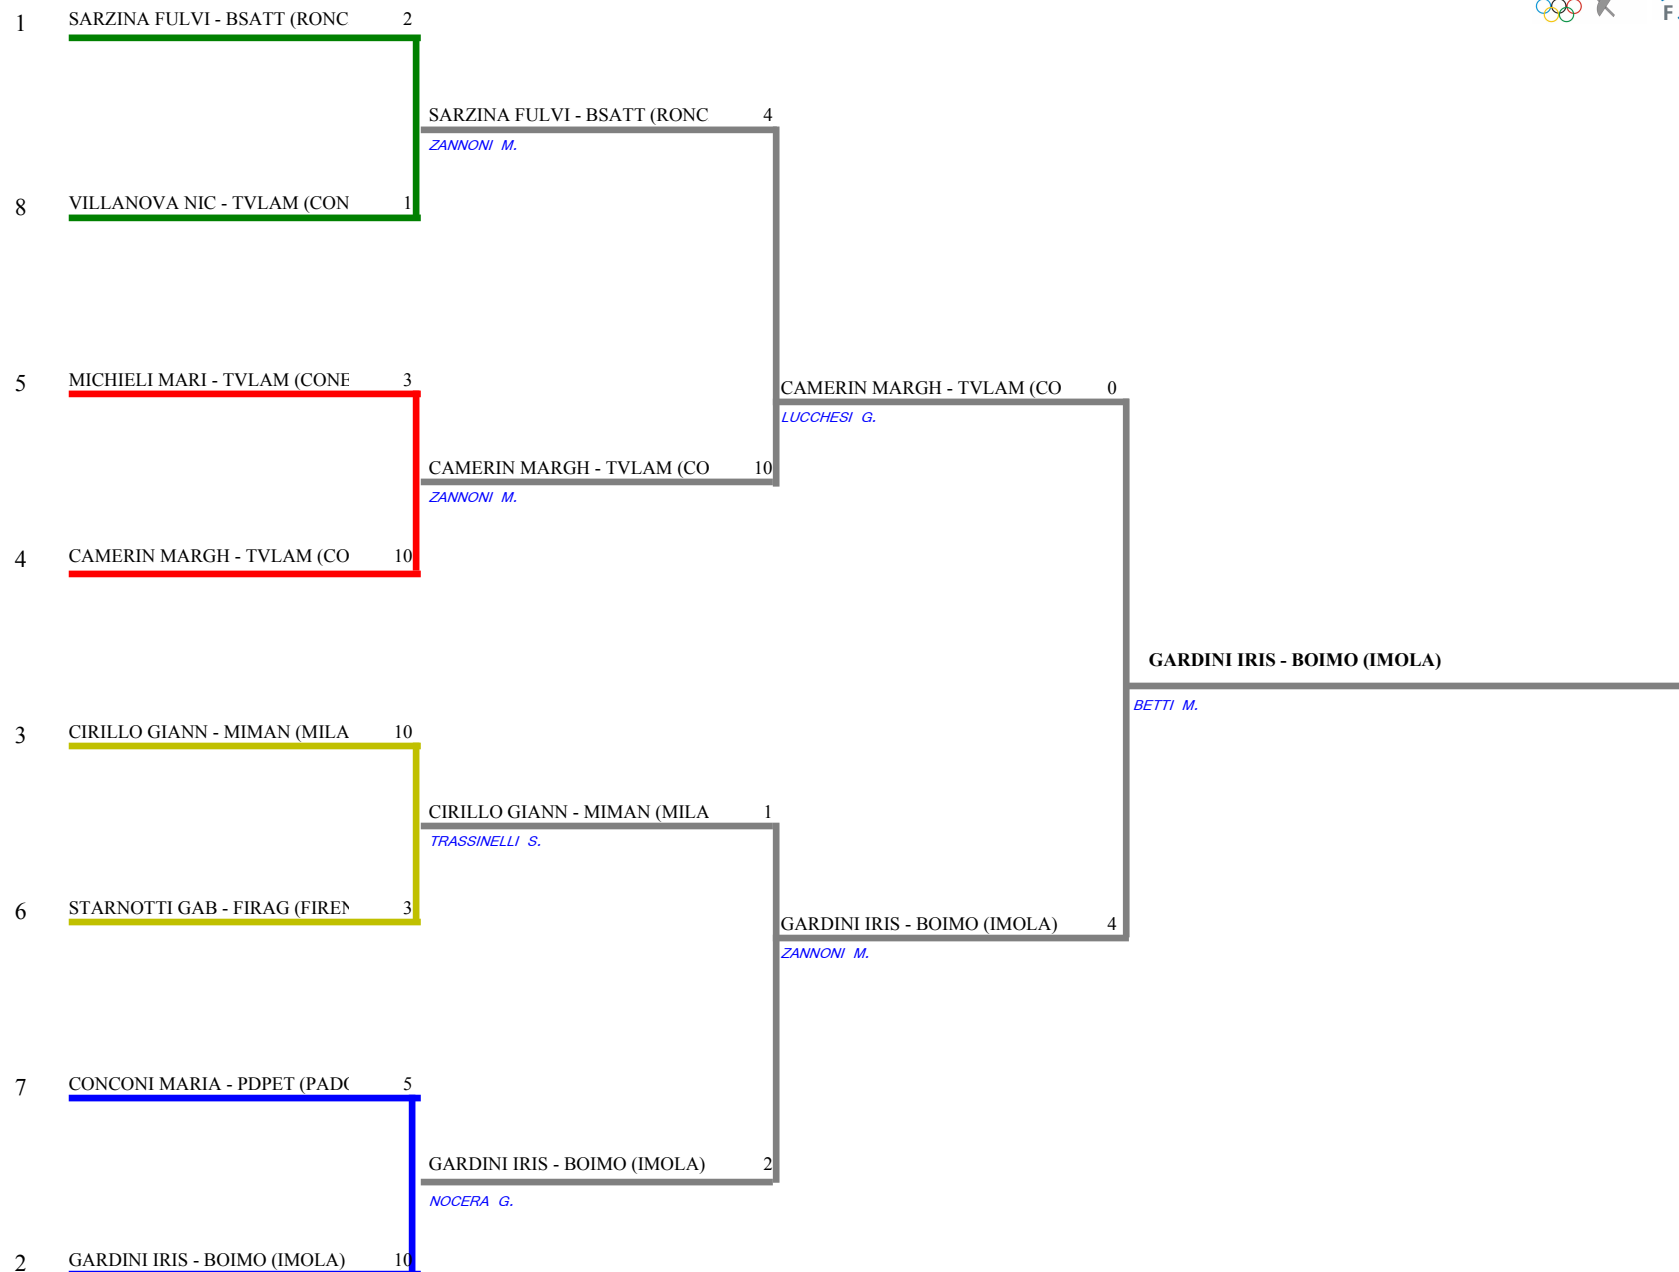 F
1 SARZINA FULVI - BSATT (RONC 2
SARZINA FULVI - BSATT (RONC 4
ZANNONI M.
8 VILLANOVA NIC - TVLAM (CON 1
5 MICHIELI MARI - TVLAM (CONE 3
CAMERIN MARGH - TVLAM (CO 0
LUCCHESI G.
CAMERIN MARGH - TVLAM (CO 10
ZANNONI M.
4 CAMERIN MARGH - TVLAM (CO 10
GARDINI IRIS - BOIMO (IMOLA)
BETTI M.
3 CIRILLO GIANN - MIMAN (MILA 10
CIRILLO GIANN - MIMAN (MILA 1
TRASSINELLI S.
6 STARNOTTI GAB - FIRAG (FIREN 3
GARDINI IRIS - BOIMO (IMOLA) 4
ZANNONI M.
7 CONCONI MARIA - PDPET (PADO 5
GARDINI IRIS - BOIMO (IMOLA) 2
NOCERA G.
2 GARDINI IRIS - BOIMO (IMOLA) 10